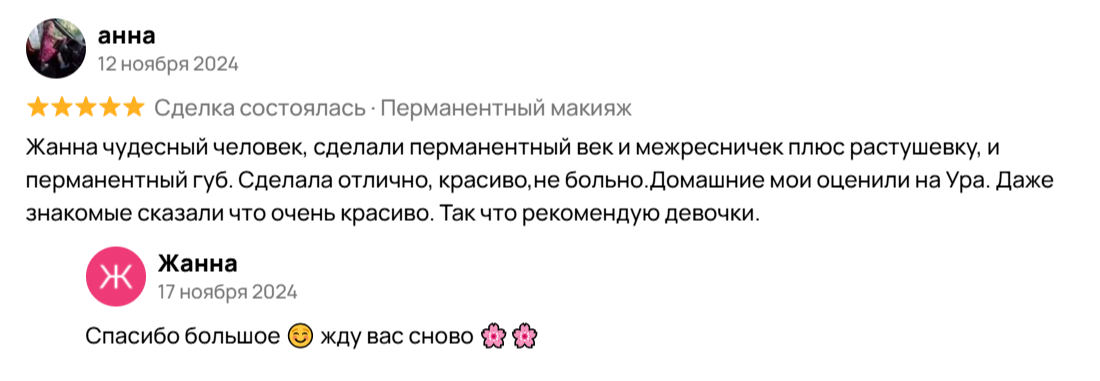 анна
12 ноября 2024
Сделка состоялась · Перманентный макияж
Жанна чудесный человек, сделали перманентный век и межресничек плюс растушевку, и
перманентный губ. Сделала отлично, красиво,не больно.Домашние мои оценили на Ура. Даже
знакомые сказали что очень красиво. Так что рекомендую девочки.
Ж
Жанна
17 ноября 2024
Спасибо большое 😊 жду вас сново 🌸 🌸